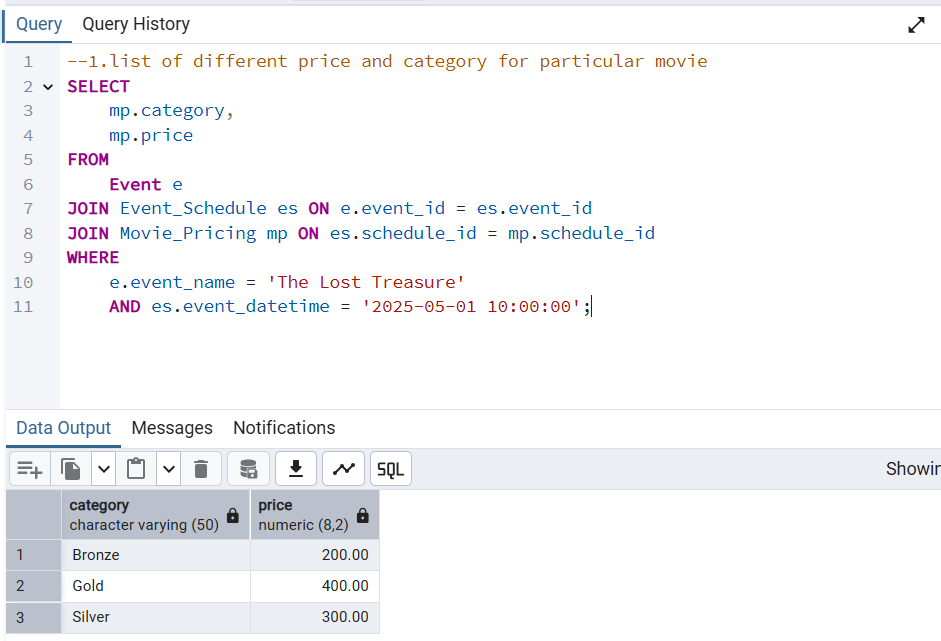 Query Query History
1 --1.list of different price and category for particular movie
2 SELECT
3 mp.category,
4 mp.price
5 FROM
6 Event e
7 JOIN Event_Schedule es ON e.event_id = es.event_id
8 JOIN Movie_Pricing mp ON es.schedule_id = mp.schedule_id
9 WHERE
10 e.event_name = 'The Lost Treasure'
11 AND es.event_datetime = '2025-05-01 10:00:00';
Data Output Messages Notifications
SQL
category price
character varying (50) numeric (8,2)
1 Bronze 200.00
2 Gold 400.00
3 Silver 300.00